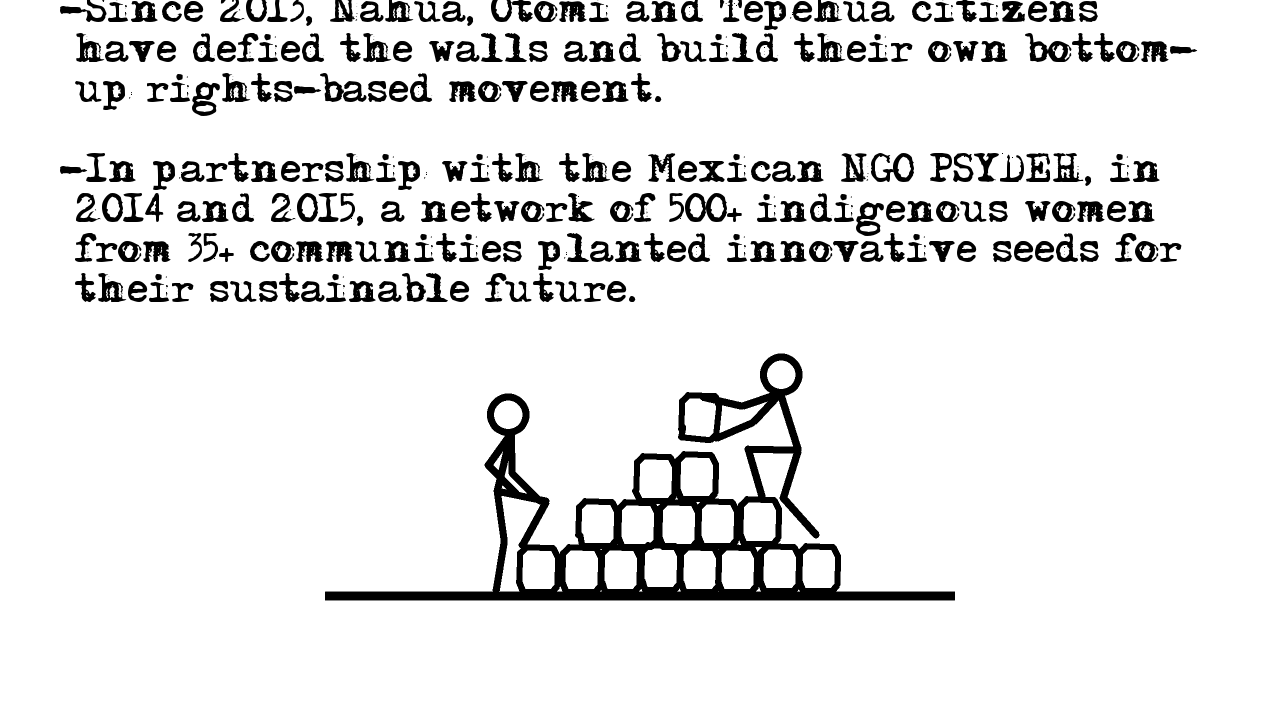 -Since 2013, Nahua, Otomi and Tepehua citizens
have defied the walls and build their own bottom-
up rights-based movement.
-In partnership with the Mexican NGO PSYDEH, in
2014 and 2015, a network of 500+ indigenous women
from 35+ communities planted innovative seeds for
their sustainable future.